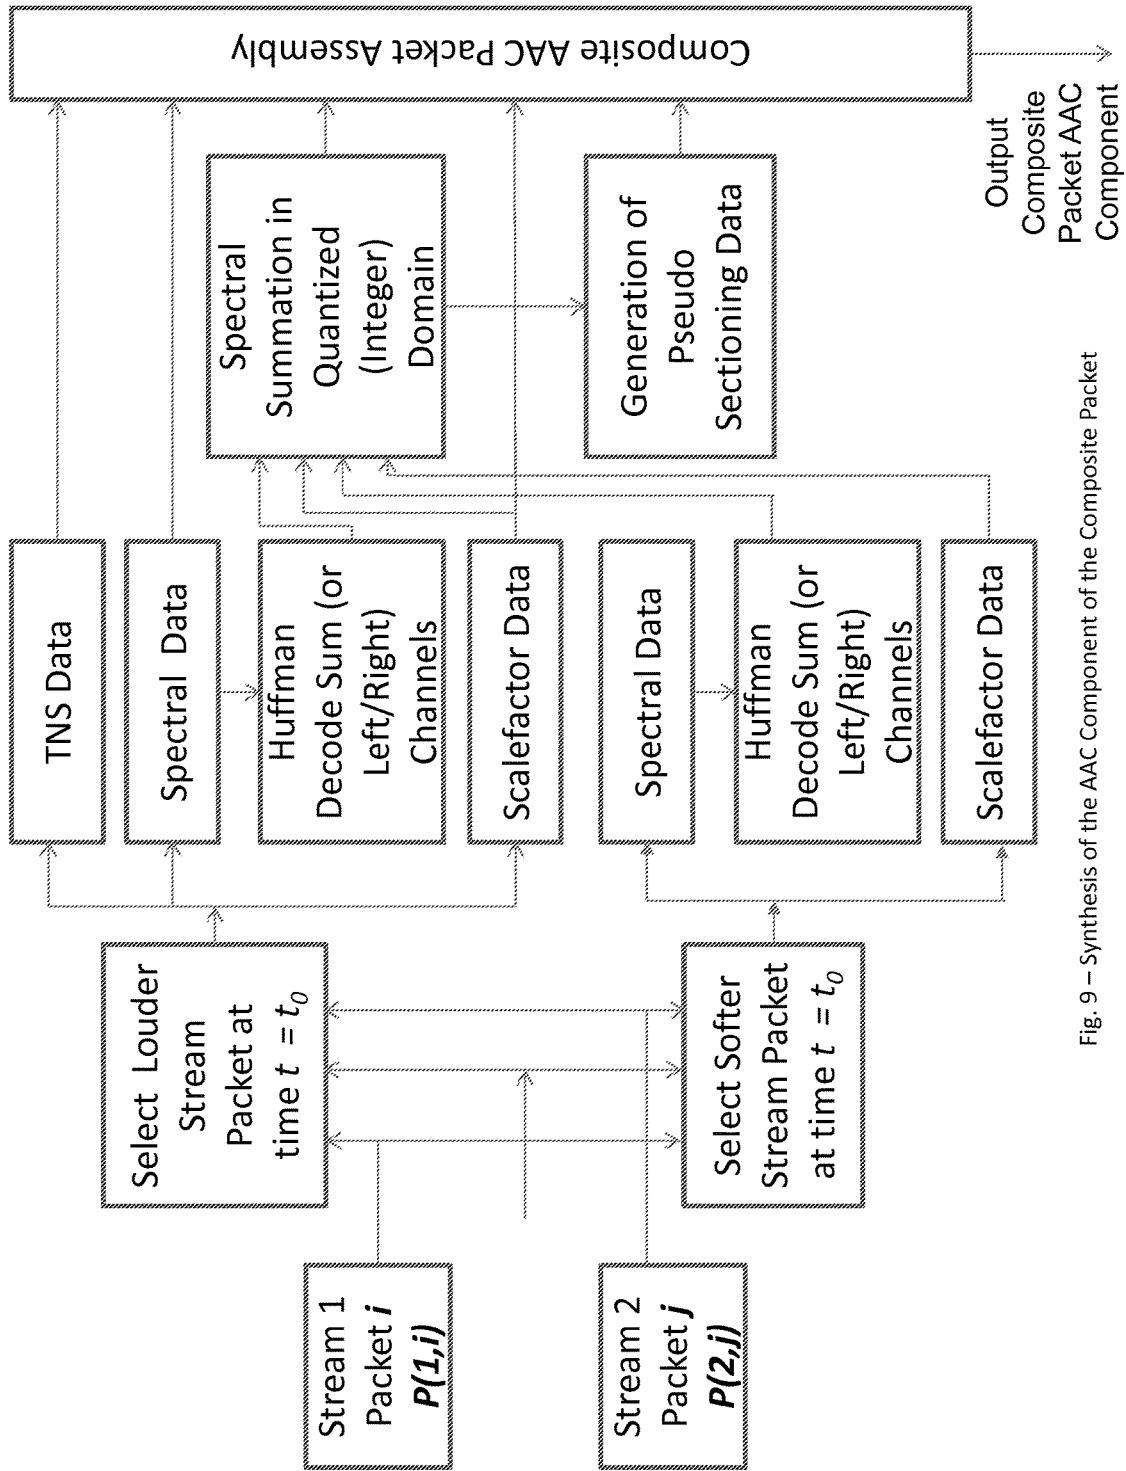 Stream 1
Packet i
P(1,i)
Stream 2
Packet j
P(2,j)
Select Louder
Stream
Packet at
time t = t0
Select Softer
Stream Packet
at time t = t0
TNS Data
Spectral Data
Huffman
Decode Sum (or
Left/Right)
Channels
Scalefactor Data
Spectral Data
Huffman
Decode Sum (or
Left/Right)
Channels
Scalefactor Data
Spectral
Summation in
Quantized
(Integer)
Domain
Generation of
Pseudo
Sectioning Data
Composite AAC Packet Assembly
Output
Composite
Packet AAC
Component
Fig. 9 – Synthesis of the AAC Component of the Composite Packet